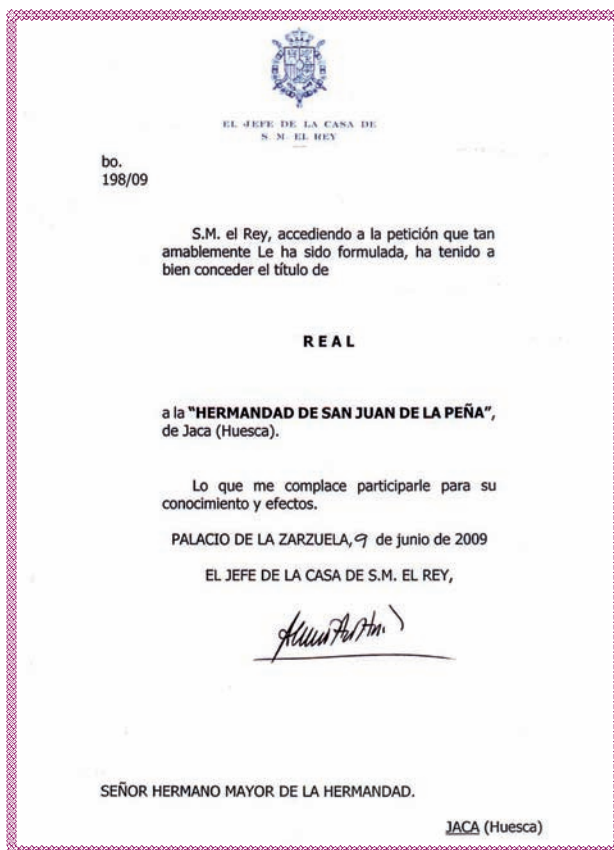 EL JEFE DE LA CASA DE
S. M. EL REY
bo.
198/09
S.M. el Rey, accediendo a la petición que tan
amablemente Le ha sido formulada, ha tenido a
bien conceder el título de
REAL
a la "HERMANDAD DE SAN JUAN DE LA PEÑA",
de Jaca (Huesca).
Lo que me complace participarle para su
conocimiento y efectos.
PALACIO DE LA ZARZUELA, 9 de junio de 2009
EL JEFE DE LA CASA DE S.M. EL REY,
SEÑOR HERMANO MAYOR DE LA HERMANDAD.
JACA (Huesca)